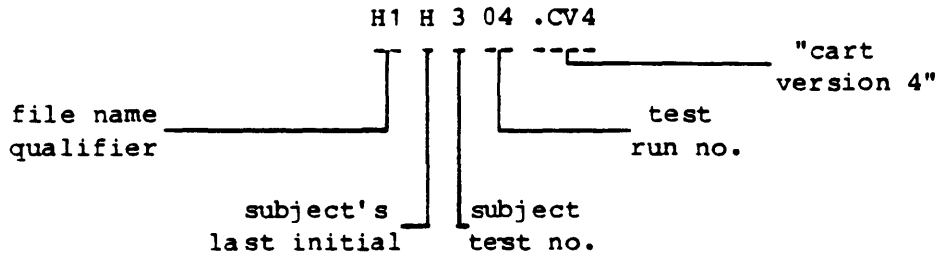 H1 H 3 04 .CV4
"cart
version 4"
file name
qualifier
test
run no.
subject's
last initial
subject
test no.